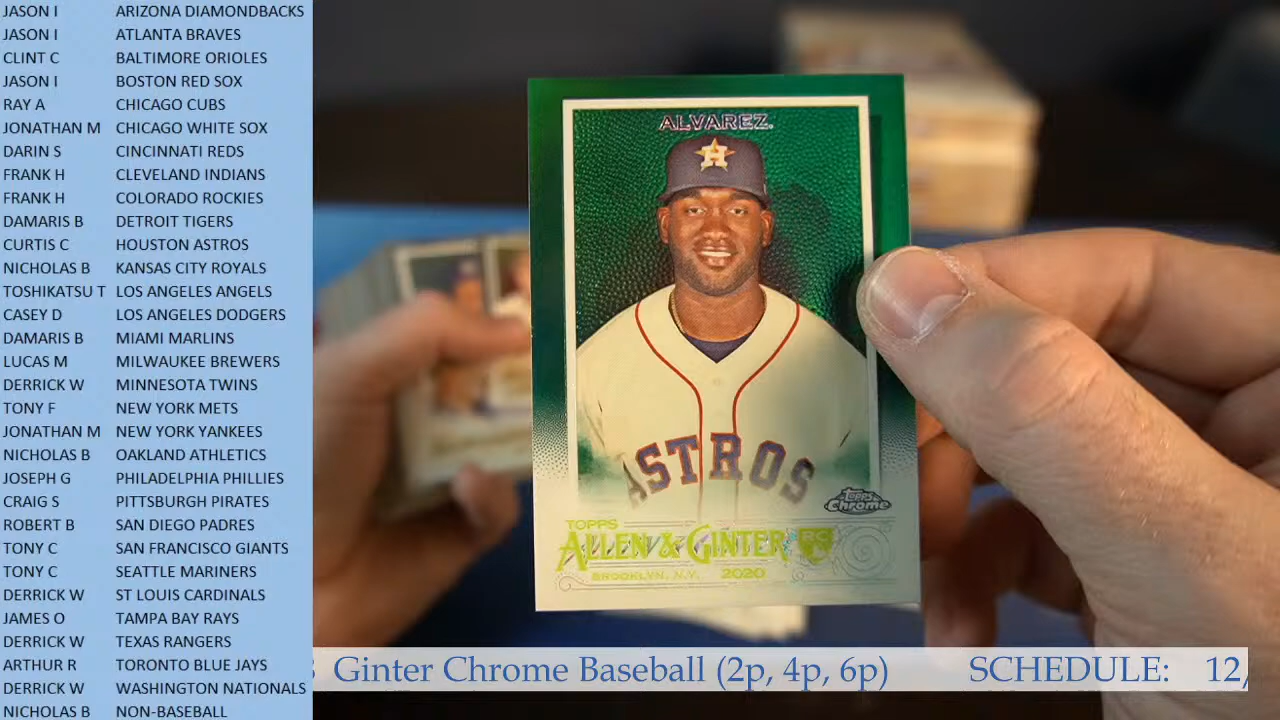 JASON I ARIZONA DIAMONDBACKS
JASON I ATLANTA BRAVES
CLINT C BALTIMORE ORIOLES
JASON I BOSTON RED SOX
RAY A CHICAGO CUBS
JONATHAN M CHICAGO WHITE SOX
DARIN S CINCINNATI REDS
FRANK H CLEVELAND INDIANS
FRANK H COLORADO ROCKIES
DAMARIS B DETROIT TIGERS
CURTIS C HOUSTON ASTROS
NICHOLAS B KANSAS CITY ROYALS
TOSHIKATSU T LOS ANGELES ANGELS
CASEY D LOS ANGELES DODGERS
DAMARIS B MIAMI MARLINS
LUCAS M MILWAUKEE BREWERS
DERRICK W MINNESOTA TWINS
TONY F NEW YORK METS
JONATHAN M NEW YORK YANKEES
NICHOLAS B OAKLAND ATHLETICS
JOSEPH G PHILADELPHIA PHILLIES
CRAIG S PITTSBURGH PIRATES
ROBERT B SAN DIEGO PADRES
TONY C SAN FRANCISCO GIANTS
TONY C SEATTLE MARINERS
DERRICK W ST LOUIS CARDINALS
JAMES O TAMPA BAY RAYS
DERRICK W TEXAS RANGERS
ARTHUR R TORONTO BLUE JAYS
DERRICK W WASHINGTON NATIONALS
NICHOLAS B NON-BASEBALL
ALVAREZ
H
ASTROS
TOPPS
Chrome
TOPPS
ALLEN & GINTER RC
BROOKLYN, N.Y. 2020
Ginter Chrome Baseball (2p, 4p, 6p) SCHEDULE: 12/